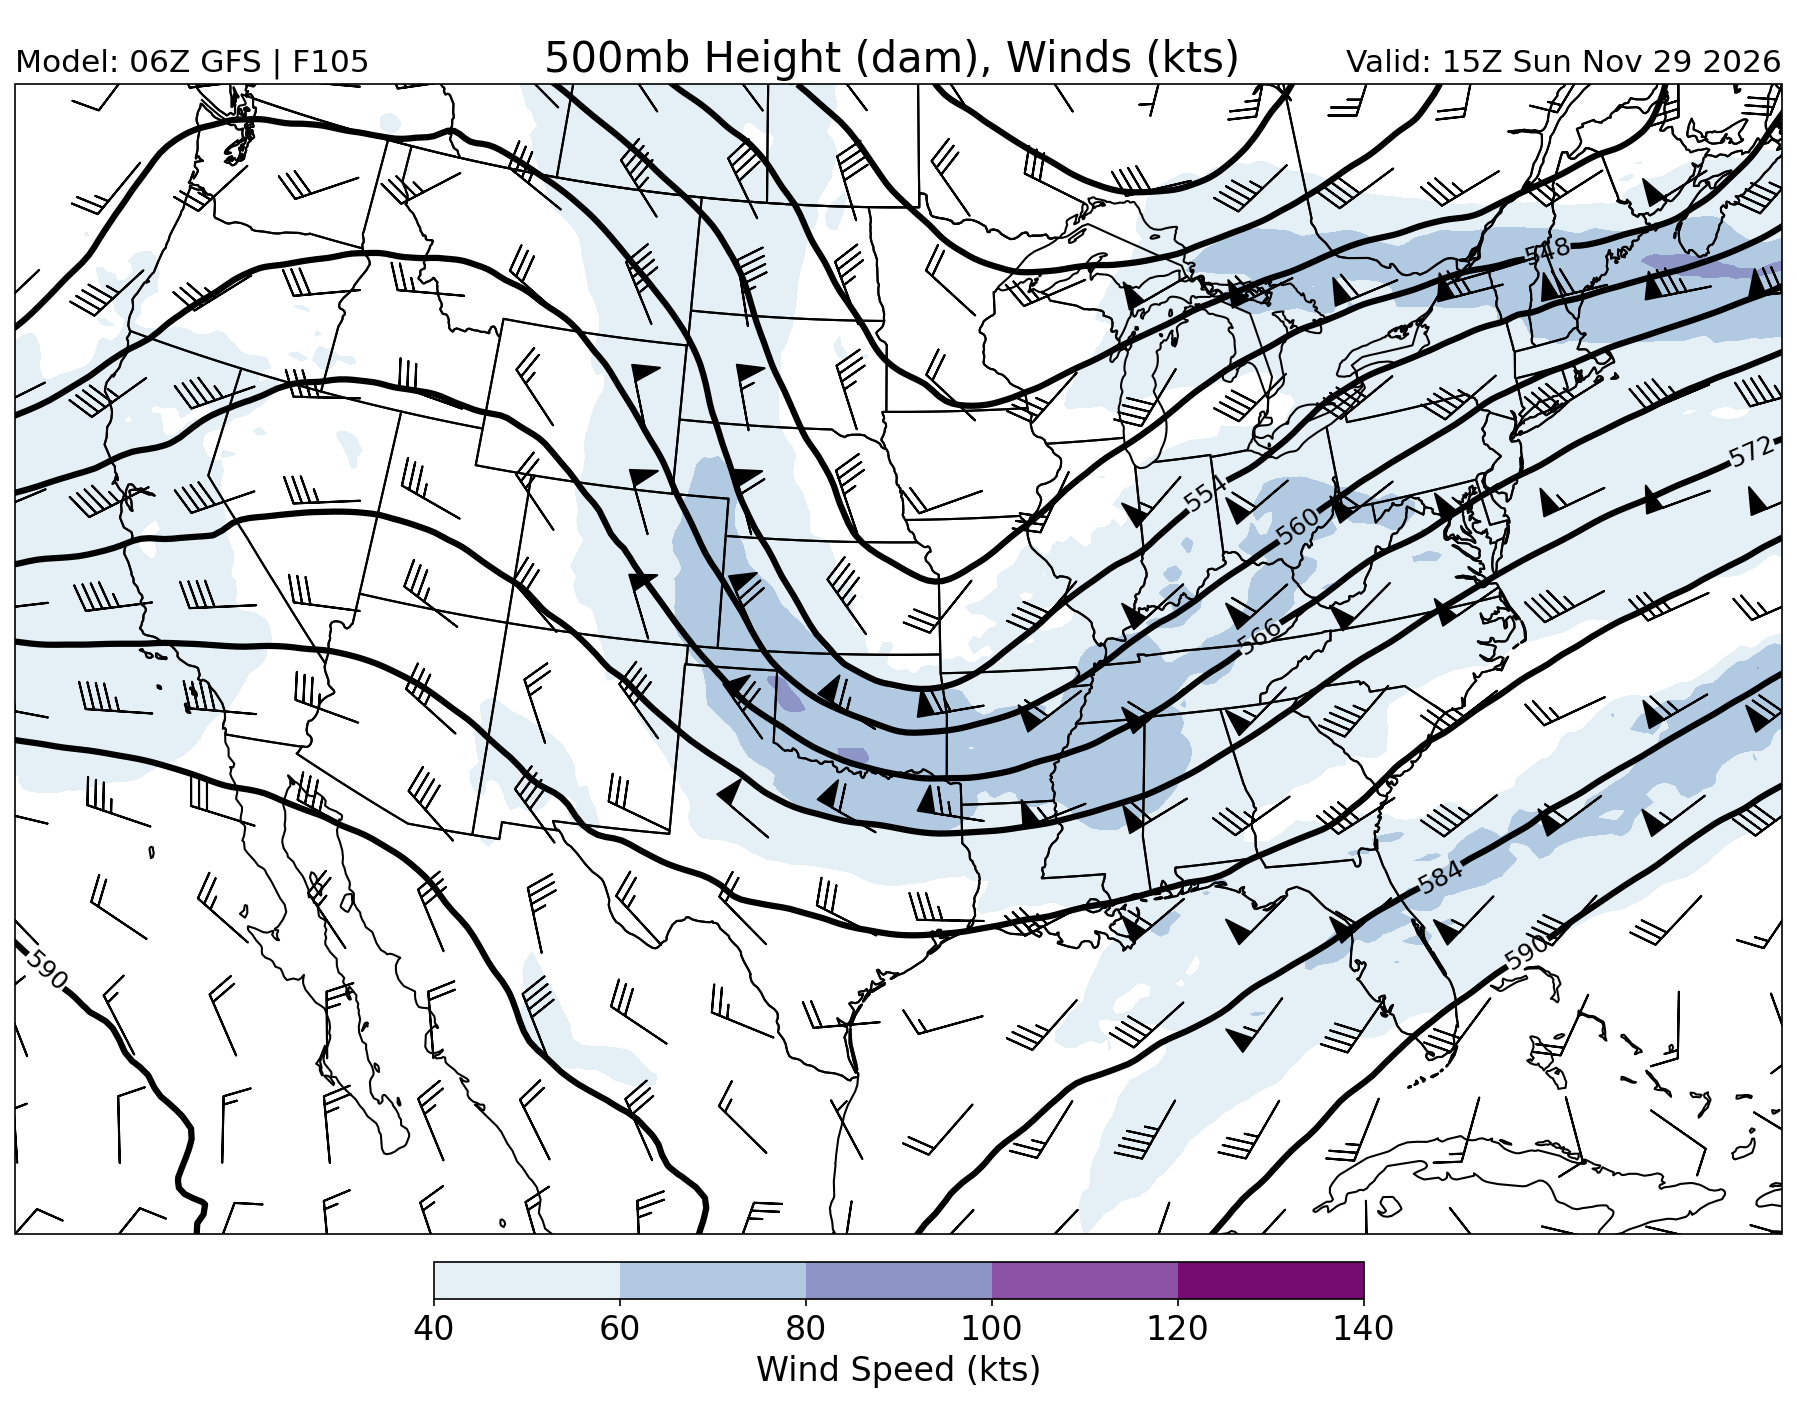 Model: 06Z GFS | F105
500mb Height (dam), Winds (kts)
Valid: 15Z Sun Nov 29 2026
548
572
554
560
566
584
590
590
40 60 80 100 120 140
Wind Speed (kts)